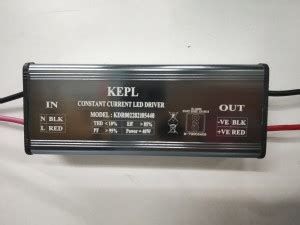 KEPL
CONSTANT CURRENT LED DRIVER
IN
OUT
N BLK
L RED
THD <10% Eff > 88%
PF > 95% Power = 40W
-VE BLK
+VE RED